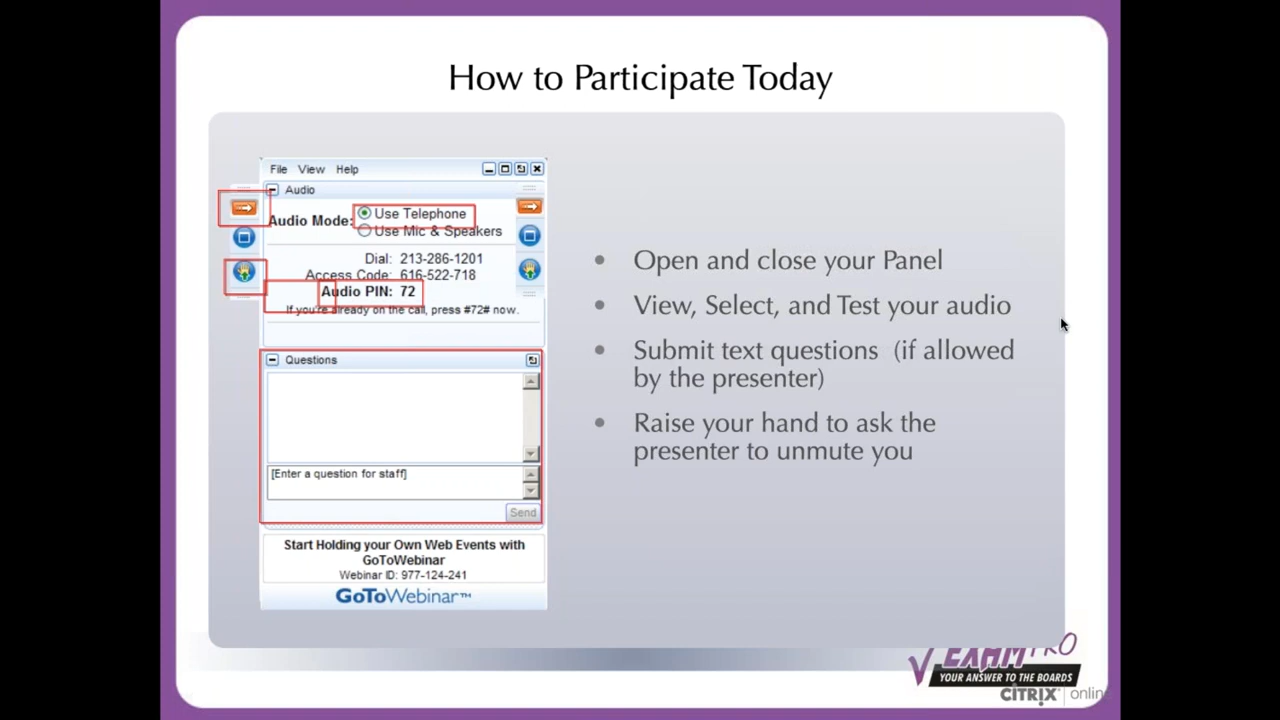 How to Participate Today
File View Help
Audio
Audio Mode: Use Telephone
Use Mic & Speakers
Dial: 213-286-1201
Access Code: 616-522-718
Audio PIN: 72
If you're already on the call, press #72# now.
Questions
[Enter a question for staff]
Send
Start Holding your Own Web Events with
GoToWebinar
Webinar ID: 977-124-241
GoToWebinar™
• Open and close your Panel
• View, Select, and Test your audio
• Submit text questions (if allowed
by the presenter)
• Raise your hand to ask the
presenter to unmute you
EXAMPRO
YOUR ANSWER TO THE BOARDS
CITRIX online